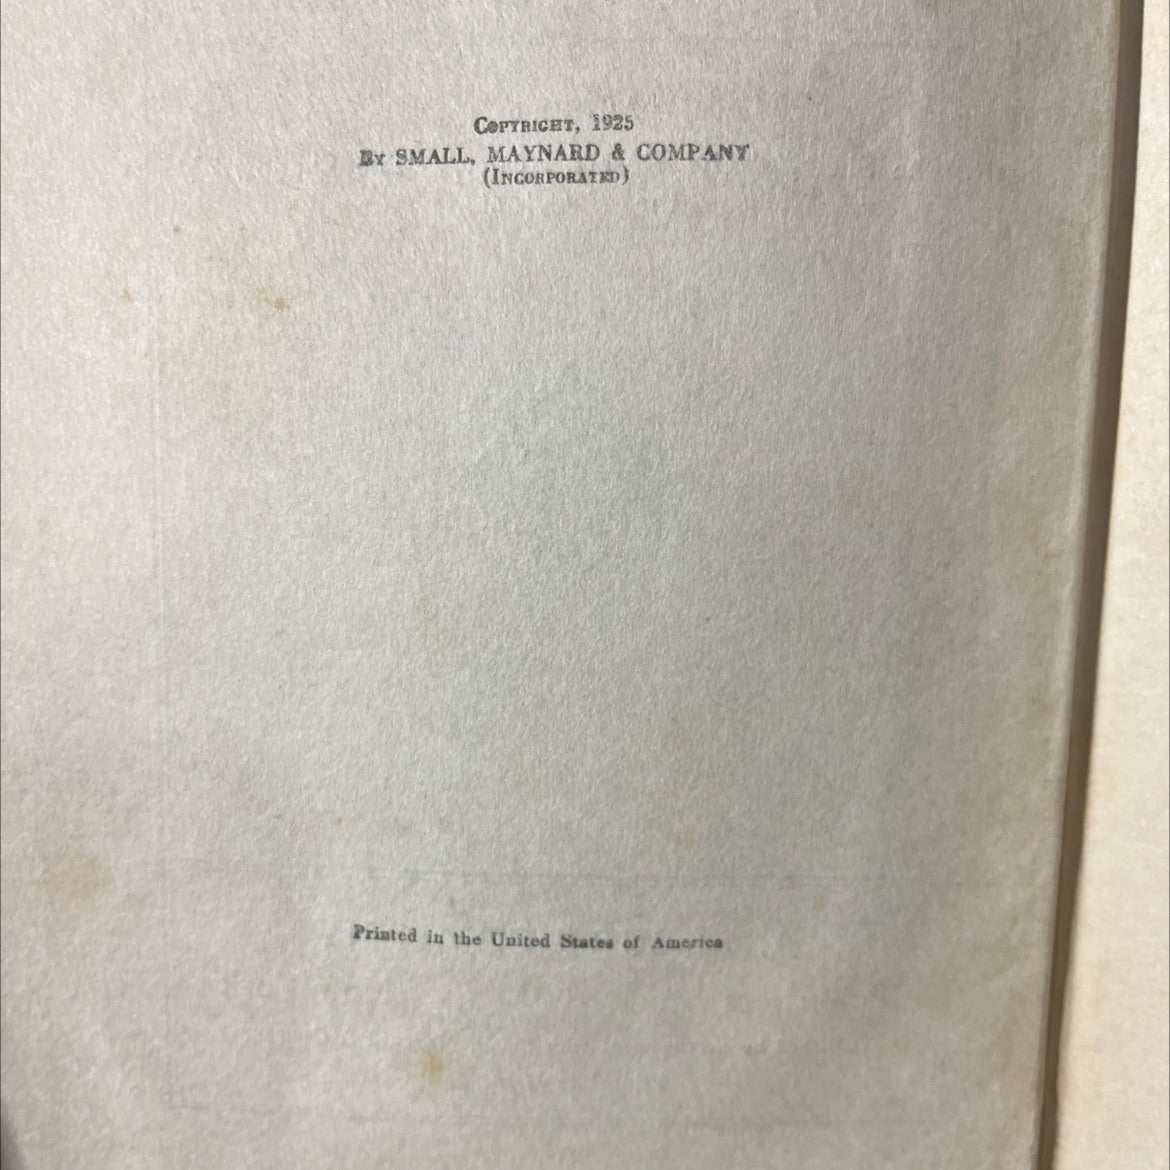 COPYRIGHT, 1925
BY SMALL, MAYNARD & COMPANY
(INCORPORATED)
Printed in the United States of America